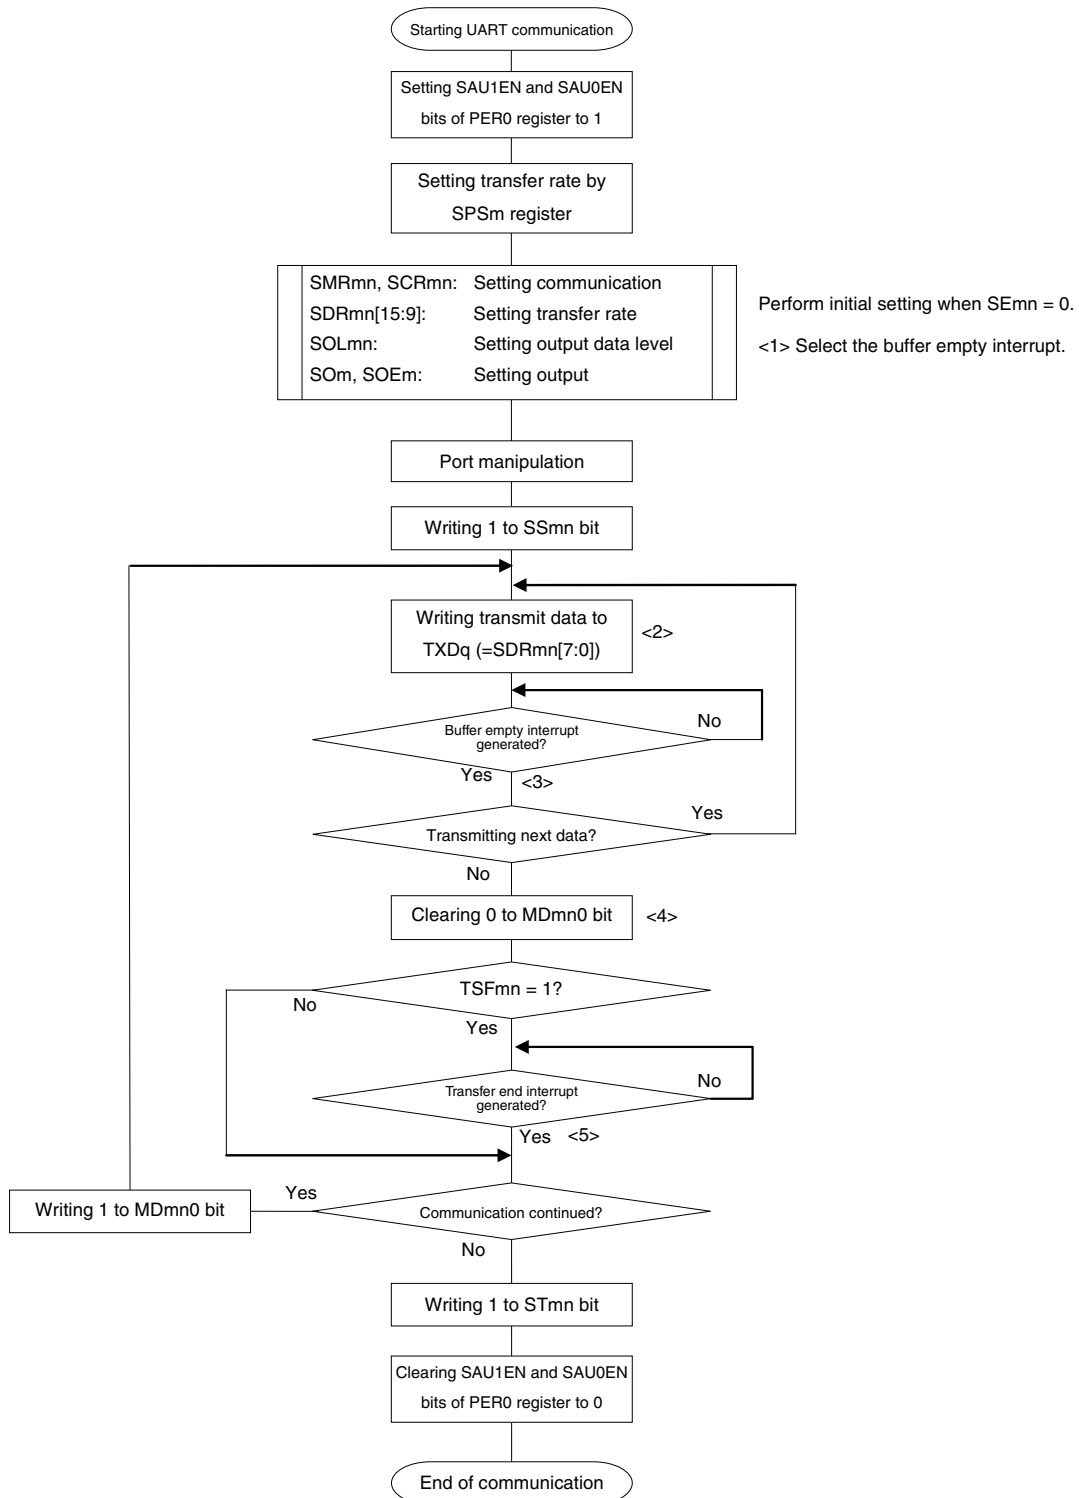 Starting UART communication
Setting SAU1EN and SAU0EN
bits of PER0 register to 1
Setting transfer rate by
SPSm register
SMRmn, SCRmn: Setting communication
SDRmn[15:9]: Setting transfer rate
SOLmn: Setting output data level
SOm, SOEm: Setting output
Perform initial setting when SEmn = 0.
<1> Select the buffer empty interrupt.
Port manipulation
Writing 1 to SSmn bit
Writing transmit data to
TXDq (=SDRmn[7:0])
<2>
Buffer empty interrupt
generated?
No
Yes
<3>
Transmitting next data?
Yes
No
Clearing 0 to MDmn0 bit
<4>
TSFmn = 1?
No
Yes
Transfer end interrupt
generated?
No
Yes
<5>
Writing 1 to MDmn0 bit
Yes
Communication continued?
No
Writing 1 to STmn bit
Clearing SAU1EN and SAU0EN
bits of PER0 register to 0
End of communication